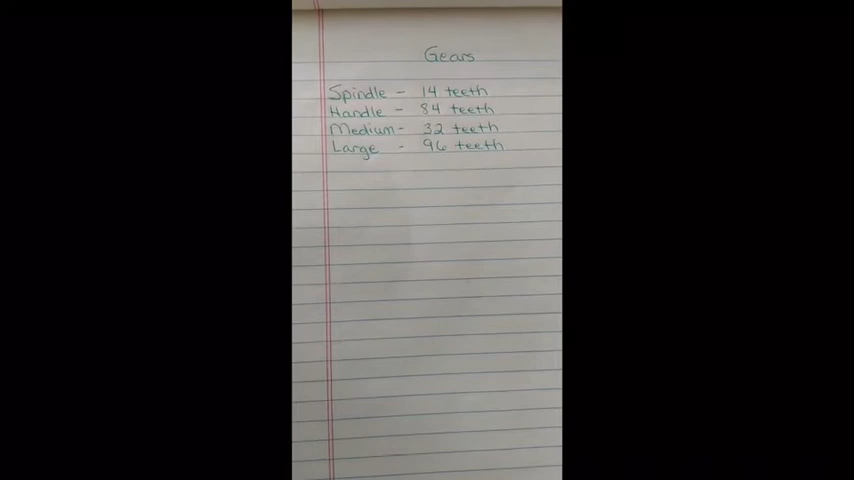 Gears
Spindle - 14 teeth
Handle - 84 teeth
Medium - 32 teeth
Large - 96 teeth